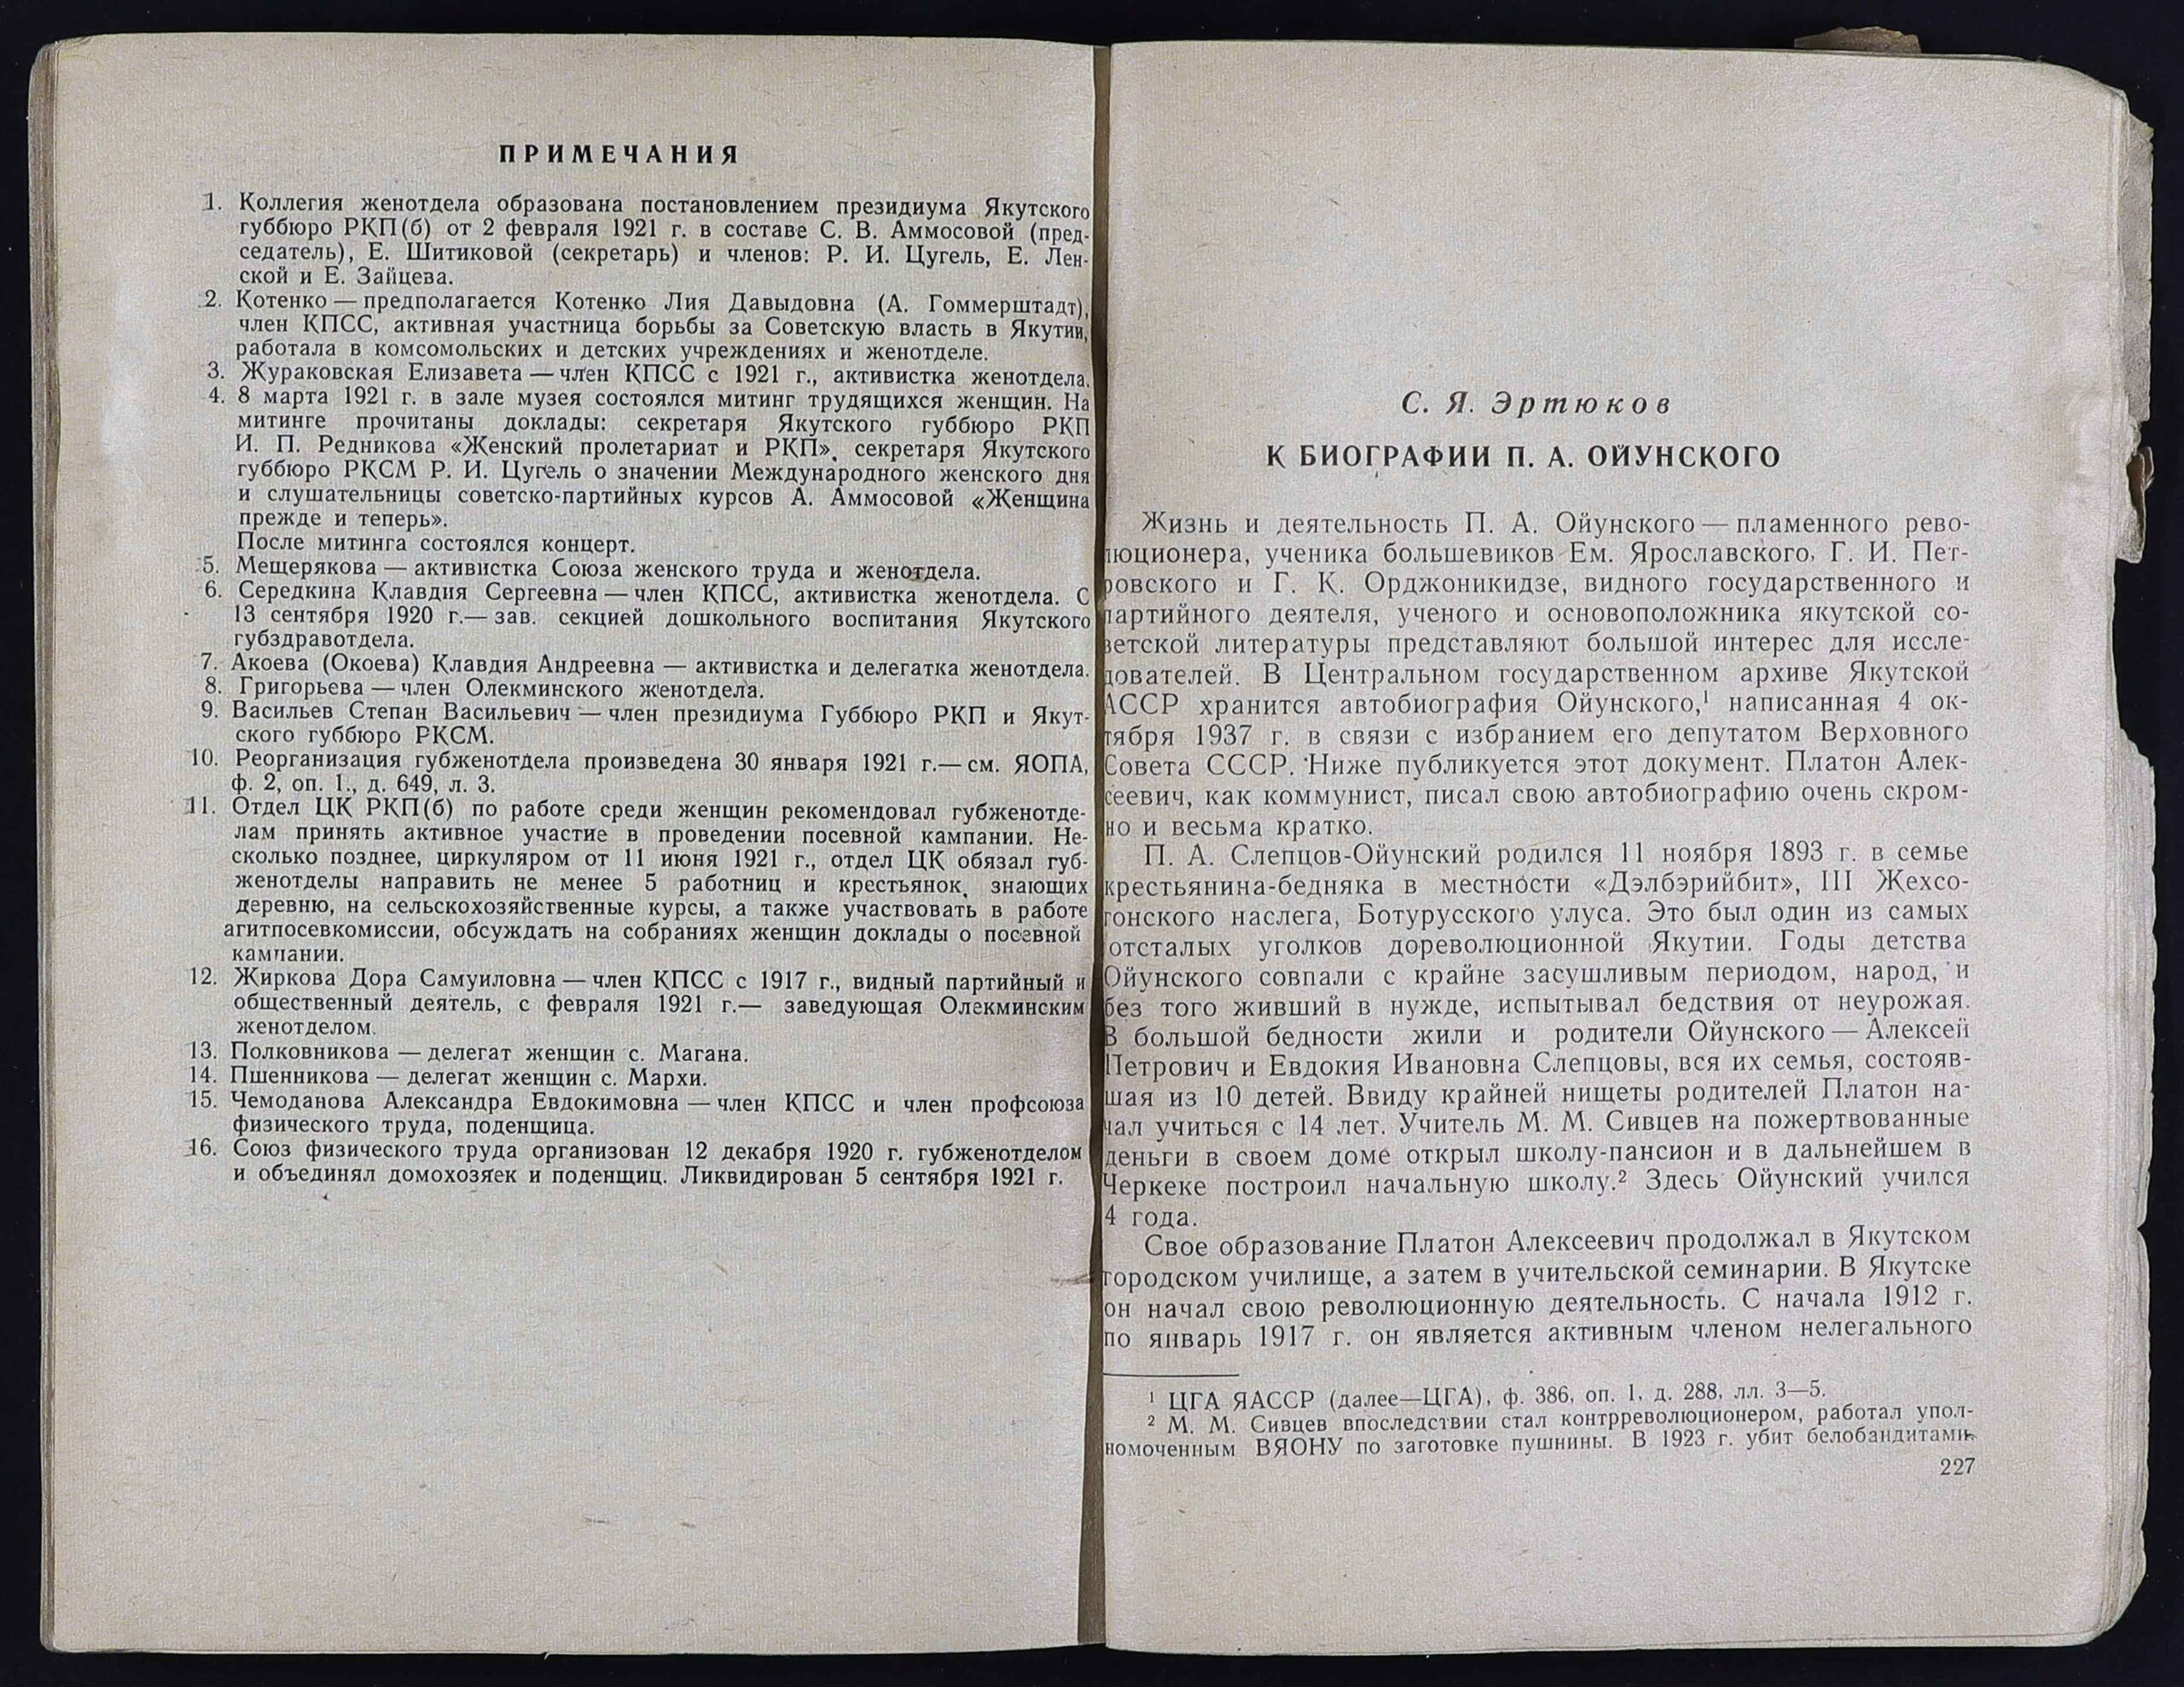 ПРИМЕЧАНИЯ
1. Коллегия женотдела образована постановлением президиума Якутского
губбюро РКП(б) от 2 февраля 1921 г. в составе С. В. Аммосовой (пред-
седатель), Е. Шитиковой (секретарь) и членов: Р. И. Цугель, Е. Лен-
ской и Е. Зайцева.
2. Котенко — предполагается Котенко Лия Давыдовна (А. Гоммерштадт),
член КПСС, активная участница борьбы за Советскую власть в Якутии,
работала в комсомольских и детских учреждениях и женотделе.
3. Жураковская Елизавета — член КПСС с 1921 г., активистка женотдела.
4. 8 марта 1921 г. в зале музея состоялся митинг трудящихся женщин. На
митинге прочитаны доклады: секретаря Якутского губбюро РКП
И. П. Редникова «Женский пролетариат и РКП», секретаря Якутского
губбюро РКСМ Р. И. Цугель о значении Международного женского дня
и слушательницы советско-партийных курсов А. Аммосовой «Женщина
прежде и теперь».
После митинга состоялся концерт.
5. Мещерякова — активистка Союза женского труда и женотдела.
6. Середкина Клавдия Сергеевна — член КПСС, активистка женотдела. С
13 сентября 1920 г.— зав. секцией дошкольного воспитания Якутского
губздравотдела.
7. Акоева (Окоева) Клавдия Андреевна — активистка и делегатка женотдела.
8. Григорьева — член Олекминского женотдела.
9. Васильев Степан Васильевич — член президиума Губбюро РКП и Якут-
ского губбюро РКСМ.
10. Реорганизация губженотдела произведена 30 января 1921 г.— см. ЯОПА,
ф. 2, оп. 1., д. 649, л. 3.
11. Отдел ЦК РКП(б) по работе среди женщин рекомендовал губженотде-
лам принять активное участие в проведении посевной кампании. Не-
сколько позднее, циркуляром от 11 июня 1921 г., отдел ЦК обязал губ-
женотделы направить не менее 5 работниц и крестьянок, знающих
деревню, на сельскохозяйственные курсы, а также участвовать в работе
агитпосевкомиссии, обсуждать на собраниях женщин доклады о посевной
кампании.
12. Жиркова Дора Самуиловна — член КПСС с 1917 г., видный партийный и
общественный деятель, с февраля 1921 г.— заведующая Олекминским
женотделом.
13. Полковникова — делегат женщин с. Магана.
14. Пшенникова — делегат женщин с. Мархи.
15. Чемоданова Александра Евдокимовна — член КПСС и член профсоюза
физического труда, поденщица.
16. Союз физического труда организован 12 декабря 1920 г. губженотделом
и объединял домохозяек и поденщиц. Ликвидирован 5 сентября 1921 г.
С. Я. Эртюков
К БИОГРАФИИ П. А. ОЙУНСКОГО
Жизнь и деятельность П. А. Ойунского — пламенного рево-
люционера, ученика большевиков Ем. Ярославского, Г. И. Пет-
ровского и Г. К. Орджоникидзе, видного государственного и
партийного деятеля, ученого и основоположника якутской со-
ветской литературы представляют большой интерес для иссле-
дователей. В Центральном государственном архиве Якутской
АССР хранится автобиография Ойунского,¹ написанная 4 ок-
тября 1937 г. в связи с избранием его депутатом Верховного
Совета СССР. Ниже публикуется этот документ. Платон Алек-
сеевич, как коммунист, писал свою автобиографию очень скром-
но и весьма кратко.
П. А. Слепцов-Ойунский родился 11 ноября 1893 г. в семье
крестьянина-бедняка в местности «Дэлбэрийбит», III Жехсо-
гонского наслега, Ботурусского улуса. Это был один из самых
отсталых уголков дореволюционной Якутии. Годы детства
Ойунского совпали с крайне засушливым периодом, народ, и
без того живший в нужде, испытывал бедствия от неурожая.
В большой бедности жили и родители Ойунского — Алексей
Петрович и Евдокия Ивановна Слепцовы, вся их семья, состояв-
шая из 10 детей. Ввиду крайней нищеты родителей Платон на-
чал учиться с 14 лет. Учитель М. М. Сивцев на пожертвованные
деньги в своем доме открыл школу-пансион и в дальнейшем в
Черкехе построил начальную школу.² Здесь Ойунский учился
4 года.
Свое образование Платон Алексеевич продолжал в Якутском
городском училище, а затем в учительской семинарии. В Якутске
он начал свою революционную деятельность. С начала 1912 г.
по январь 1917 г. он является активным членом нелегального
¹ ЦГА ЯАССР (далее—ЦГА), ф. 386, оп. 1, д. 288, лл. 3—5.
² М. М. Сивцев впоследствии стал контрреволюционером, работал упол-
номоченным ВЯОНУ по заготовке пушнины. В 1923 г. убит белобандитами.
227